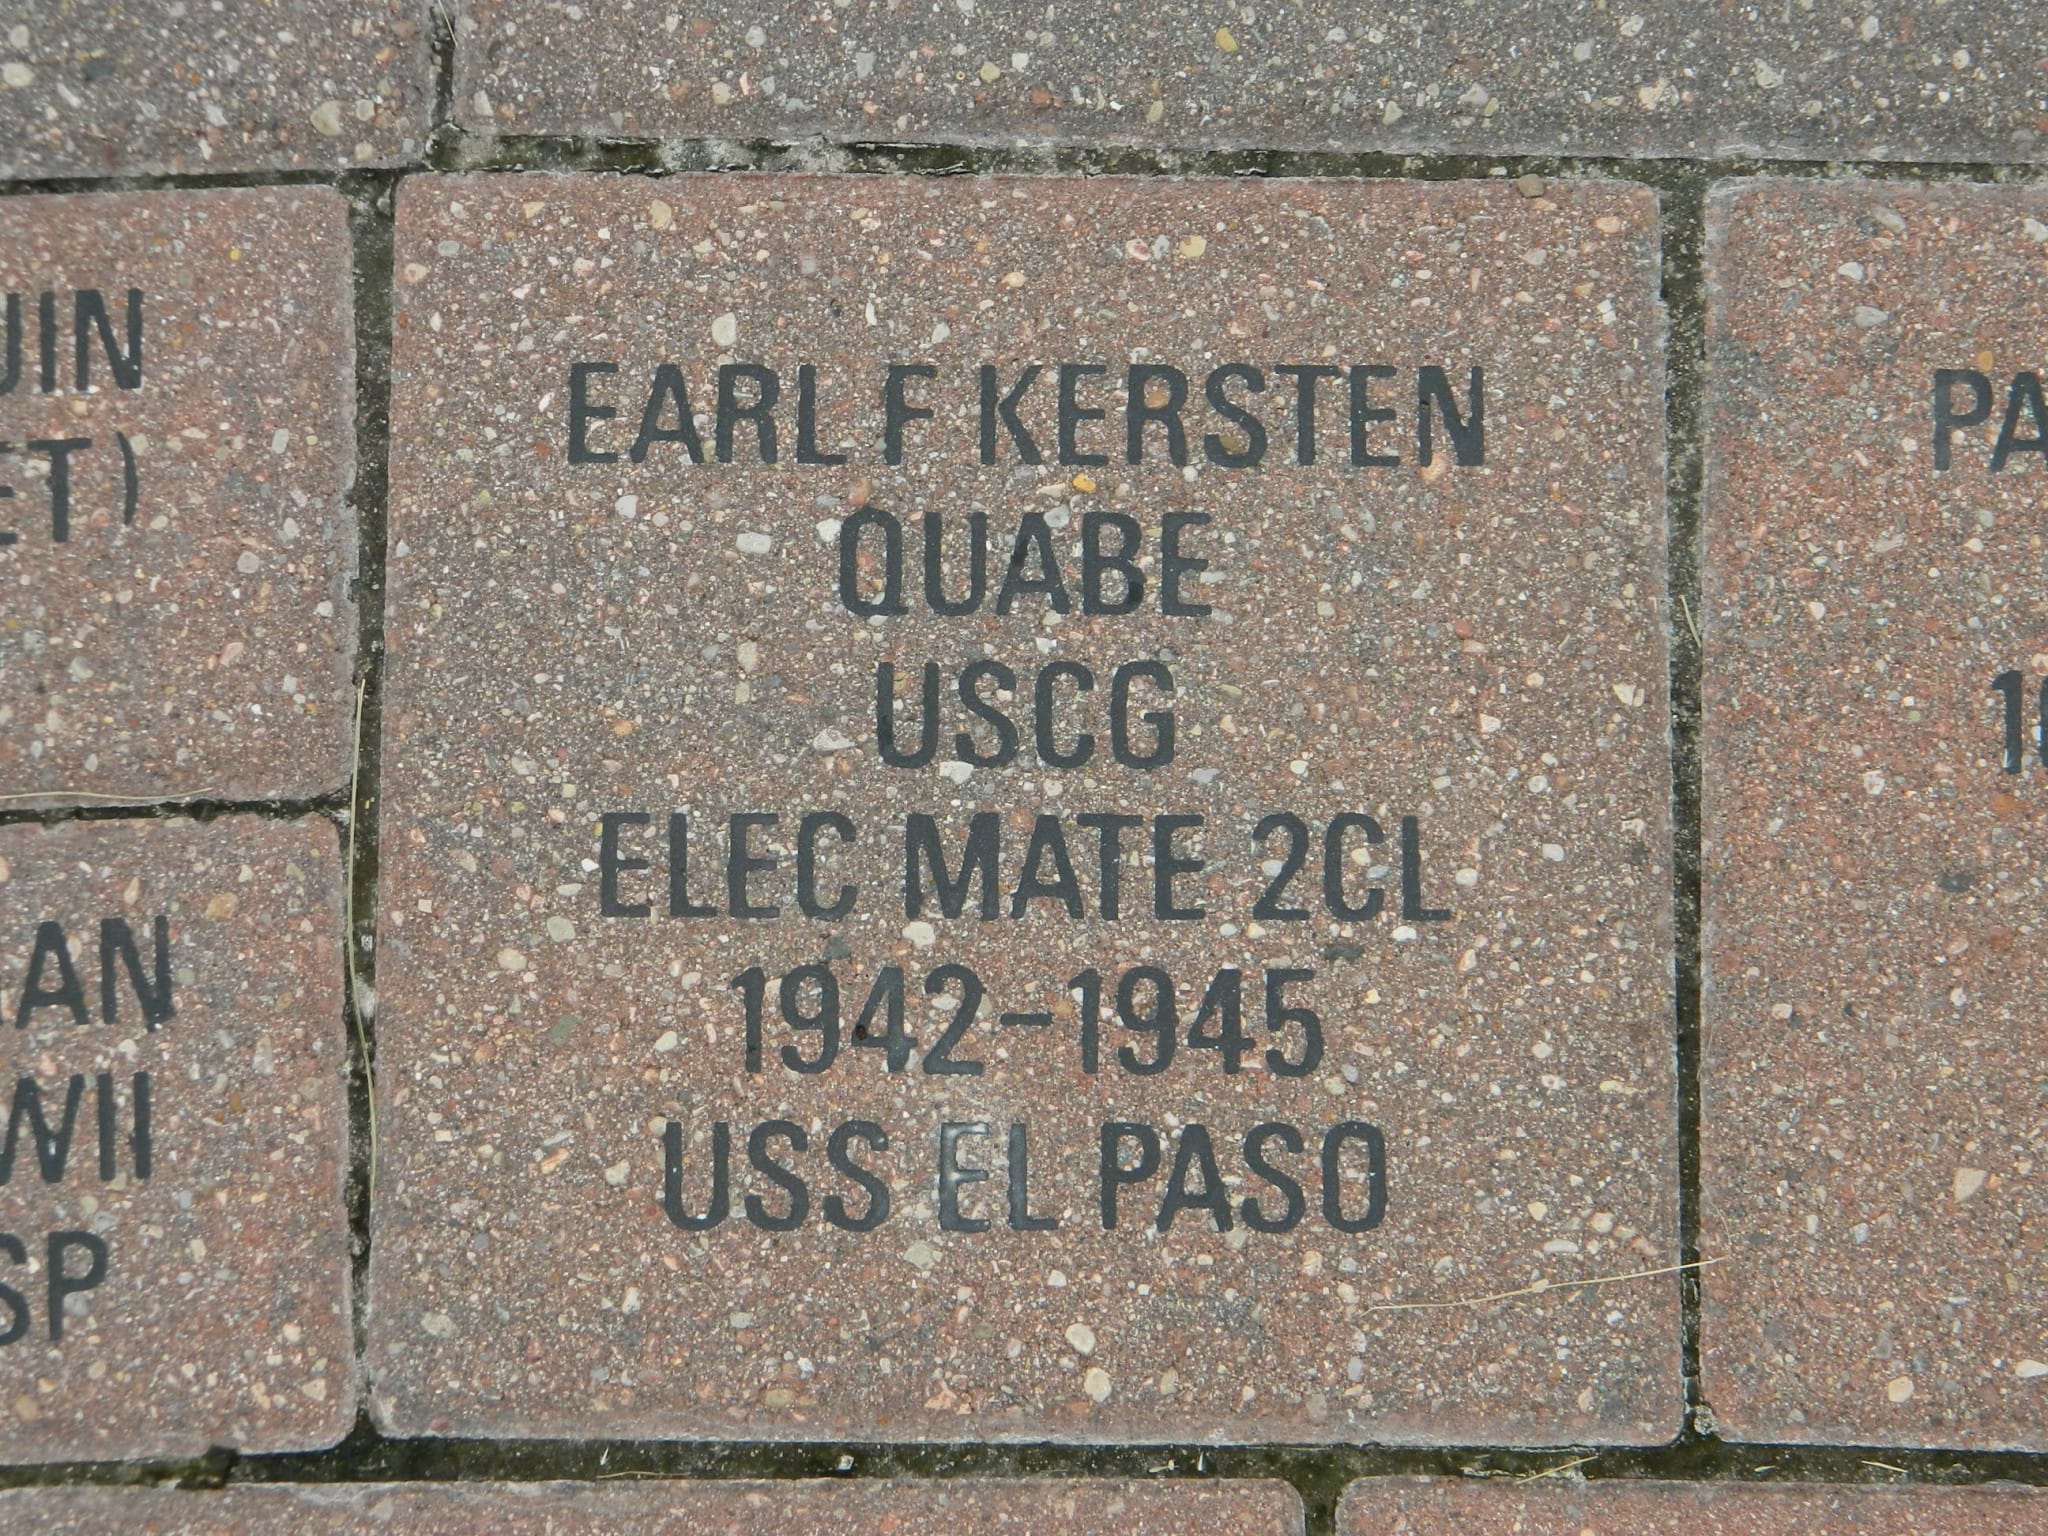 EARL F KERSTEN
QUABE
USCG
ELEC MATE 2CL
1942-1945
USS EL PASO